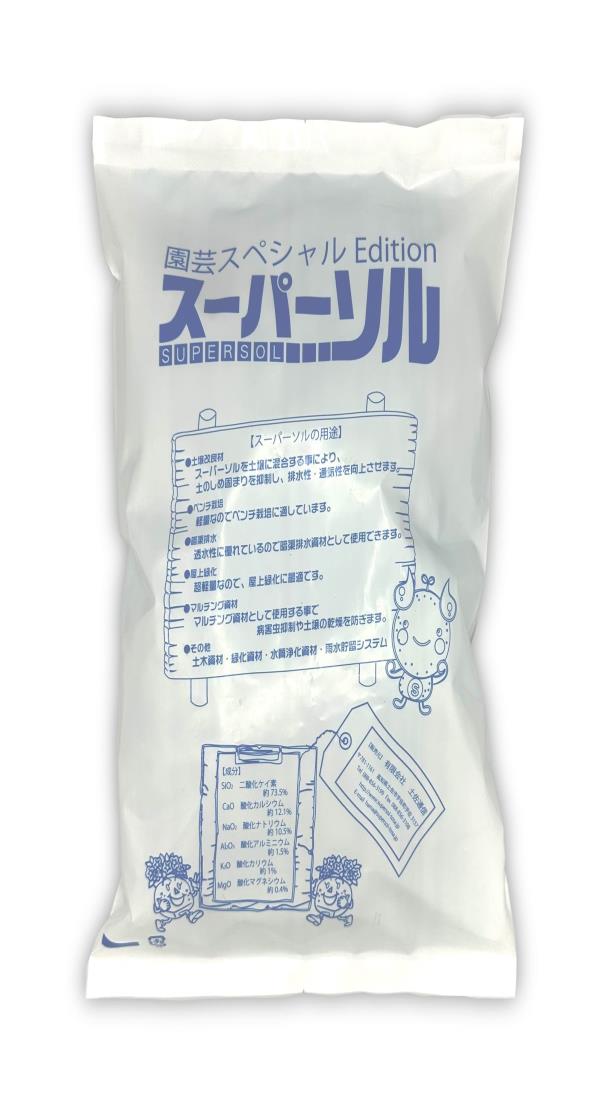 園芸スペシャル Edition
スーパーソル
SUPERSOL
【スーパーソルの用途】
●土壌改良材
スーパーソルを土壌に混合する事により、
土のしめ固まりを抑制し、排水性・通気性を向上させます。
●ベンチ栽培
軽量なのでベンチ栽培に適しています。
●暗渠排水
透水性に優れているので暗渠排水資材として使用できます。
●屋上緑化
超軽量なので、屋上緑化に最適です。
●マルチング資材
マルチング資材として使用する事で
病害虫抑制や土壌の乾燥を防ぎます。
●その他
土木資材・緑化資材・水質浄化資材・雨水貯留システム
S
【販売元】 有限会社 土佐通信
〒781-1161
【成分】
SiO₂ 二酸化ケイ素
約 73.5%
CaO 酸化カルシウム
約 12.1%
NaO₂ 酸化ナトリウム
約 10.5%
Al₂O₃ 酸化アルミニウム
約 1.5%
K₂O 酸化カリウム
約 1%
MgO 酸化マグネシウム
約 0.4%